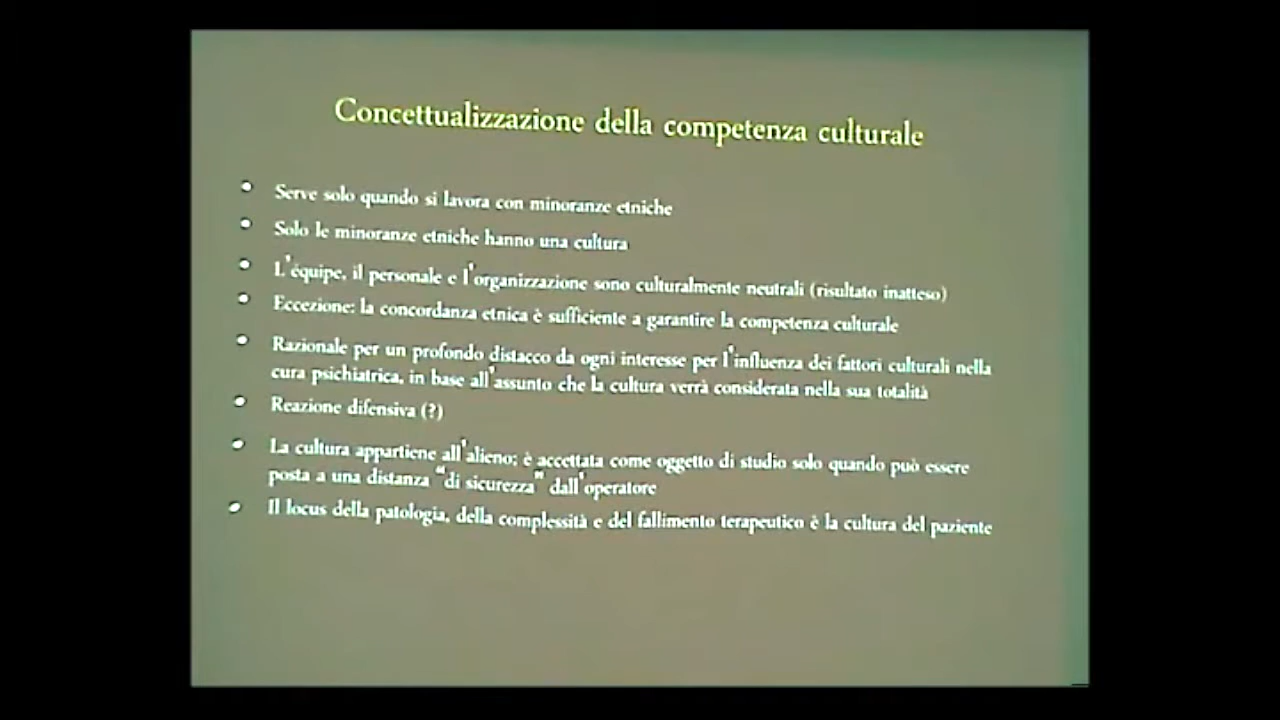 Concettualizzazione della competenza culturale
• Serve solo quando si lavora con minoranze etniche
• Solo le minoranze etniche hanno una cultura
• L'équipe, il personale e l'organizzazione sono culturalmente neutrali (risultato inatteso)
• Eccezione: la concordanza etnica è sufficiente a garantire la competenza culturale
• Razionale per un profondo distacco da ogni interesse per l'influenza dei fattori culturali nella
cura psichiatrica, in base all'assunto che la cultura verrà considerata nella sua totalità
• Reazione difensiva (?)
• La cultura appartiene all'alieno; è accettata come oggetto di studio solo quando può essere
posta a una distanza "di sicurezza" dall'operatore
• Il locus della patologia, della complessità e del fallimento terapeutico è la cultura del paziente